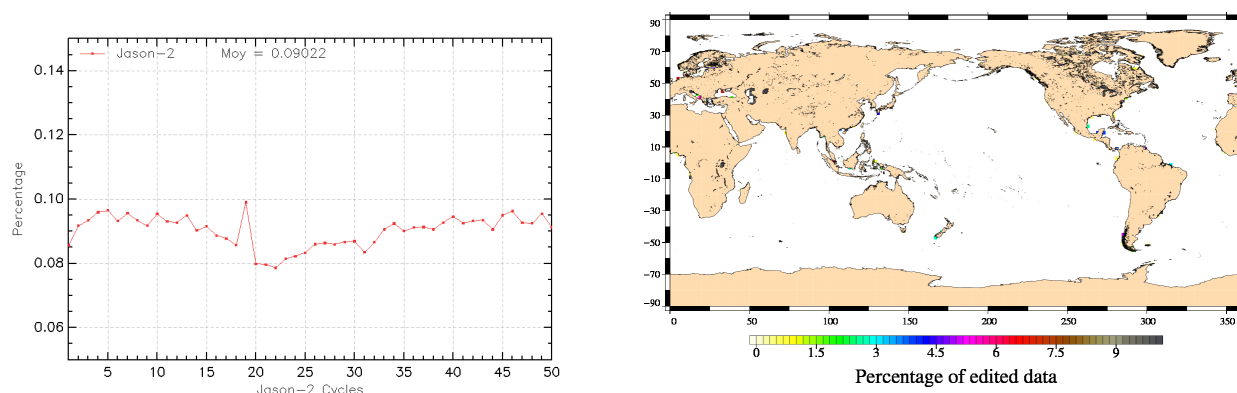 Jason-2 Moy = 0.09022
0.14
0.12
0.10
0.08
0.06
Percentage
5 10 15 20 25 30 35 40 45 50
Jason-2 Cycles
90
70
50
30
10
-10
-30
-50
-70
-90
0 50 100 150 200 250 300 350
0 1.5 3 4.5 6 7.5 9
Percentage of edited data